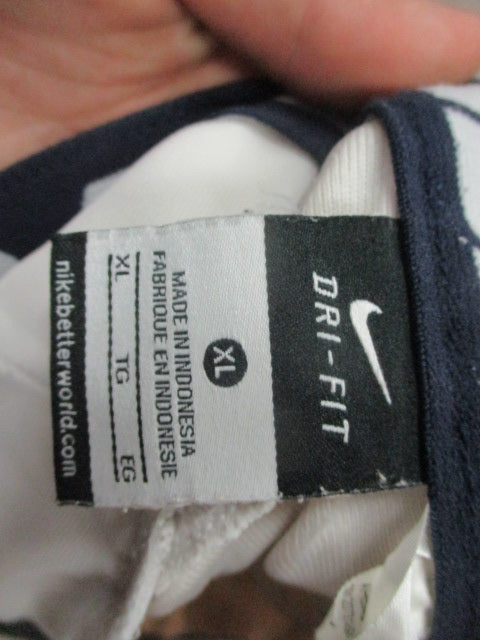 DRI-FIT
XL
MADE IN INDONESIA
FABRIQUE EN INDONESIE
XL TG EG
nikebetterworld.com